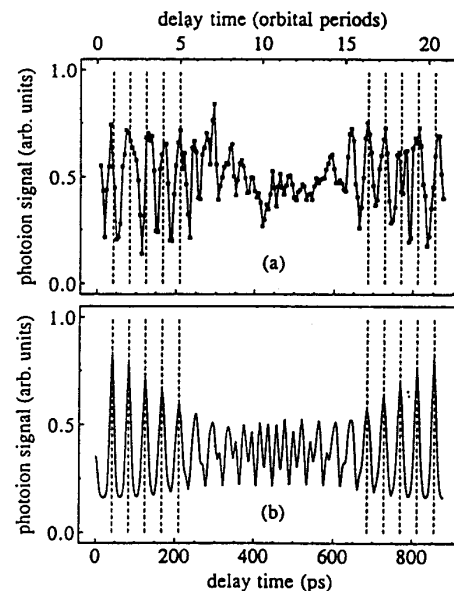 delay time (orbital periods)
0 5 10 15 20
photoion signal (arb. units)
1.0
0.5
0.0
(a)
photoion signal (arb. units)
1.0
0.5
0.0
(b)
0 200 400 600 800
delay time (ps)